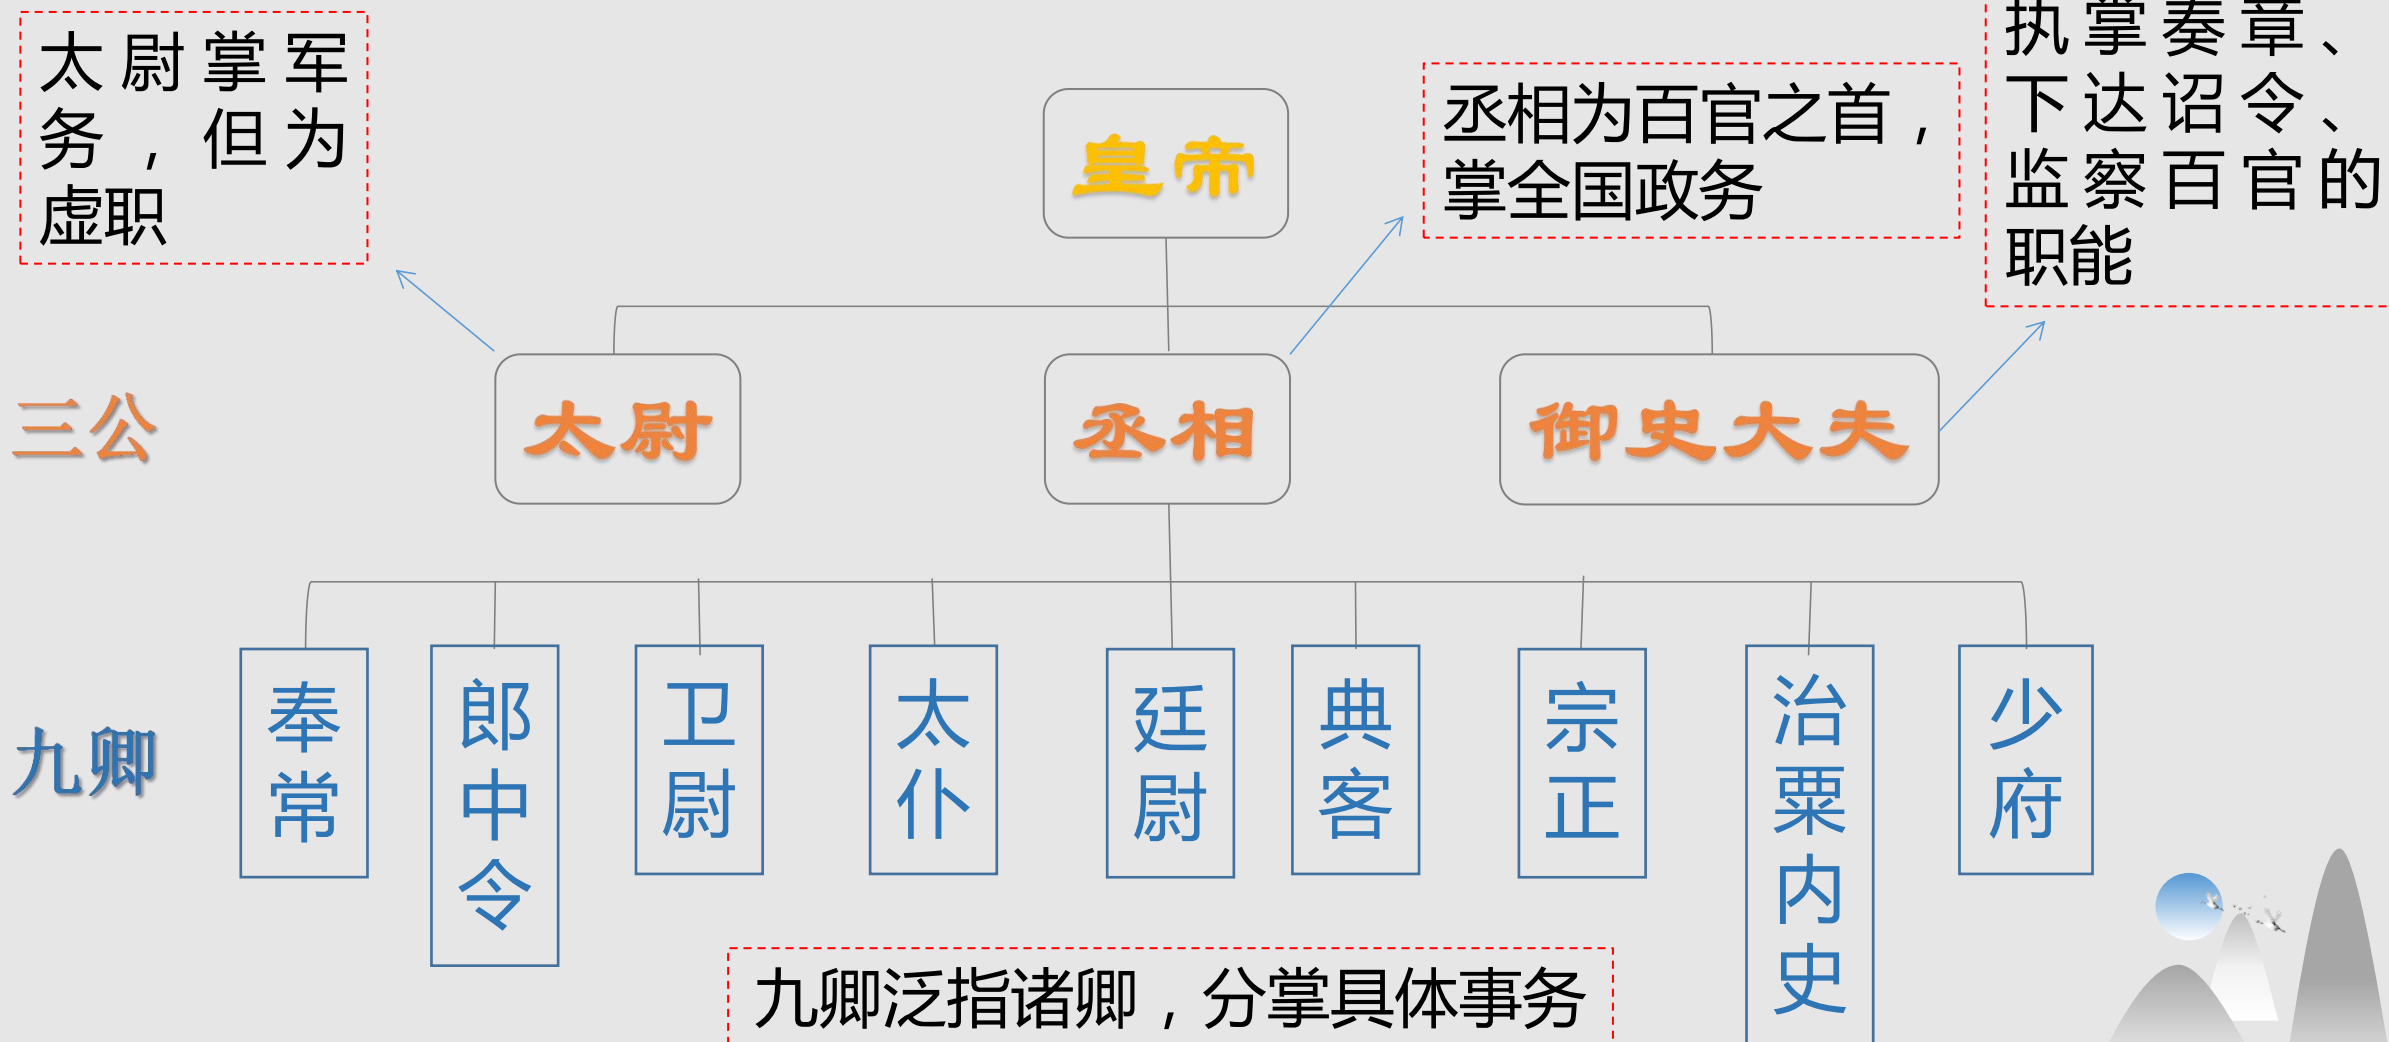 太尉掌军
务，但为
虚职
皇帝
丞相为百官之首，
掌全国政务
执掌奏章、
下达诏令、
监察百官的
职能
三公
太尉
丞相
御史大夫
九卿
奉常
郎中令
卫尉
太仆
廷尉
典客
宗正
治粟内史
少府
九卿泛指诸卿，分掌具体事务